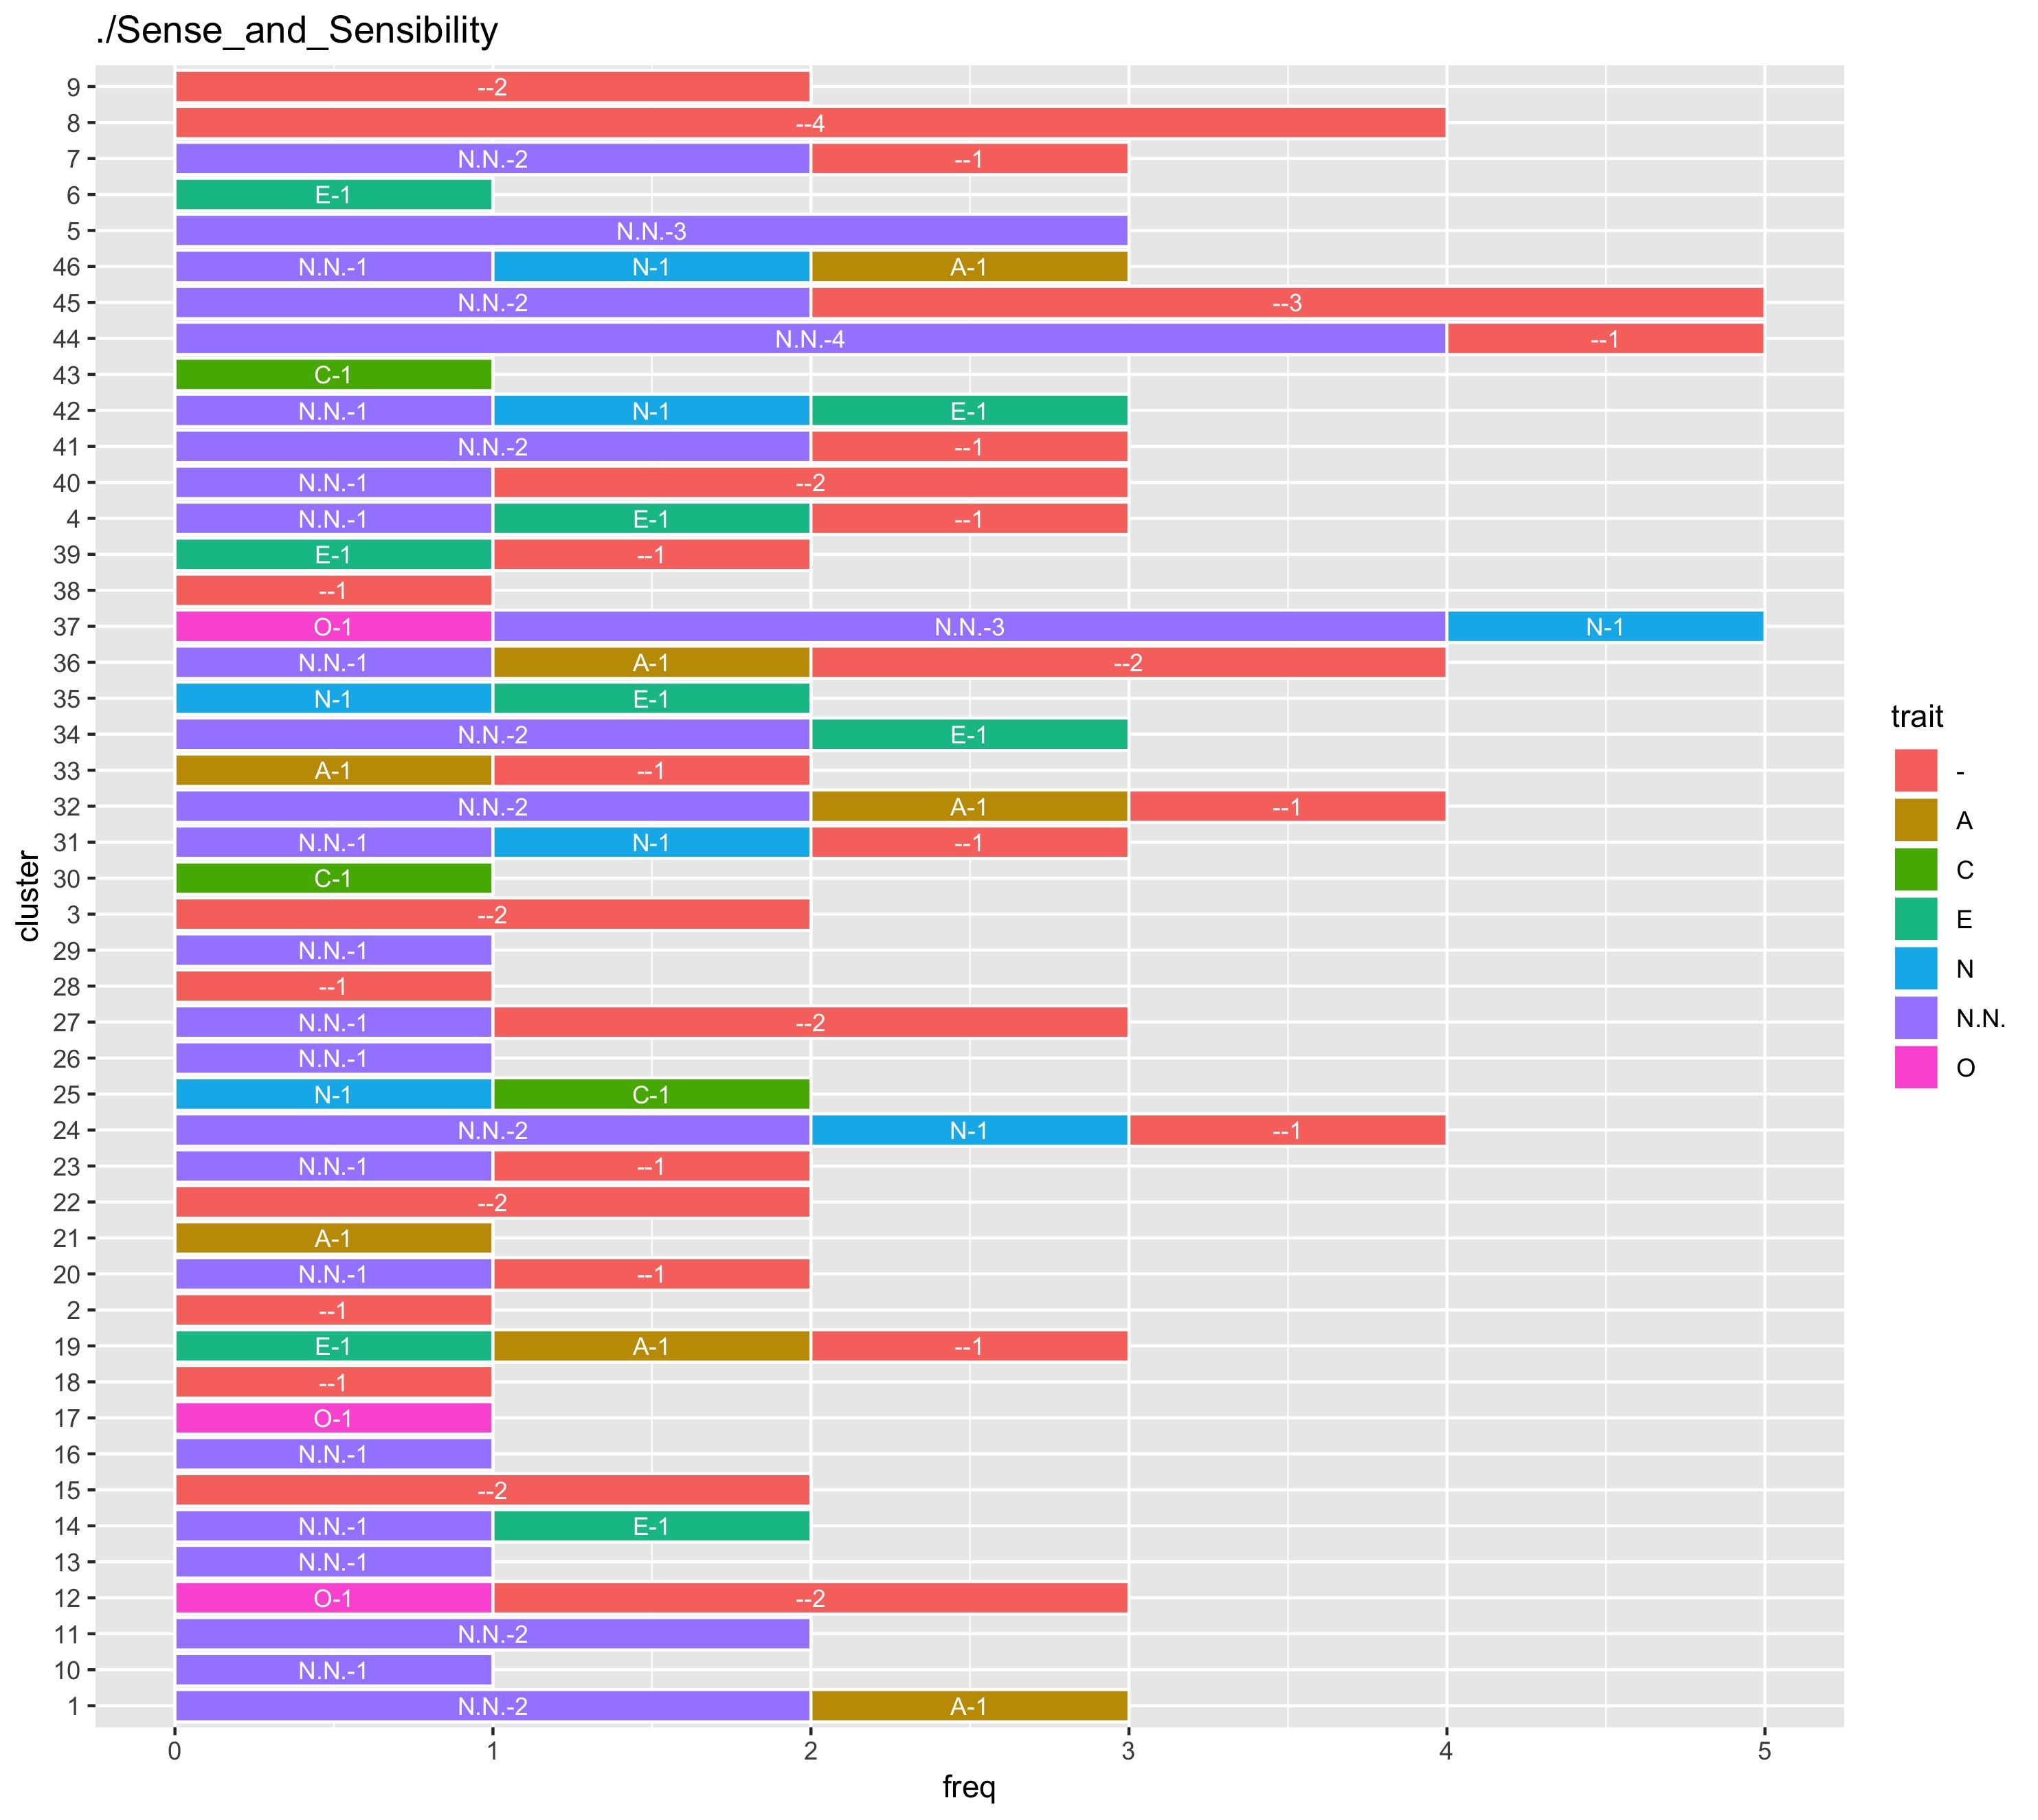 ./Sense_and_Sensibility
9 --2
8 --4
7 N.N.-2 --1
6 E-1
5 N.N.-3
46 N.N.-1 N-1 A-1
45 N.N.-2 --3
44 N.N.-4 --1
43 C-1
42 N.N.-1 N-1 E-1
41 N.N.-2 --1
40 N.N.-1 --2
4 N.N.-1 E-1 --1
39 E-1 --1
38 --1
37 O-1 N.N.-3 N-1
36 N.N.-1 A-1 --2
35 N-1 E-1
34 N.N.-2 E-1
33 A-1 --1
32 N.N.-2 A-1 --1
31 N.N.-1 N-1 --1
30 C-1
3 --2
29 N.N.-1
28 --1
27 N.N.-1 --2
26 N.N.-1
25 N-1 C-1
24 N.N.-2 N-1 --1
23 N.N.-1 --1
22 --2
21 A-1
20 N.N.-1 --1
2 --1
19 E-1 A-1 --1
18 --1
17 O-1
16 N.N.-1
15 --2
14 N.N.-1 E-1
13 N.N.-1
12 O-1 --2
11 N.N.-2
10 N.N.-1
1 N.N.-2 A-1
0 1 2 3 4 5
freq
cluster
trait
-
A
C
E
N
N.N.
O